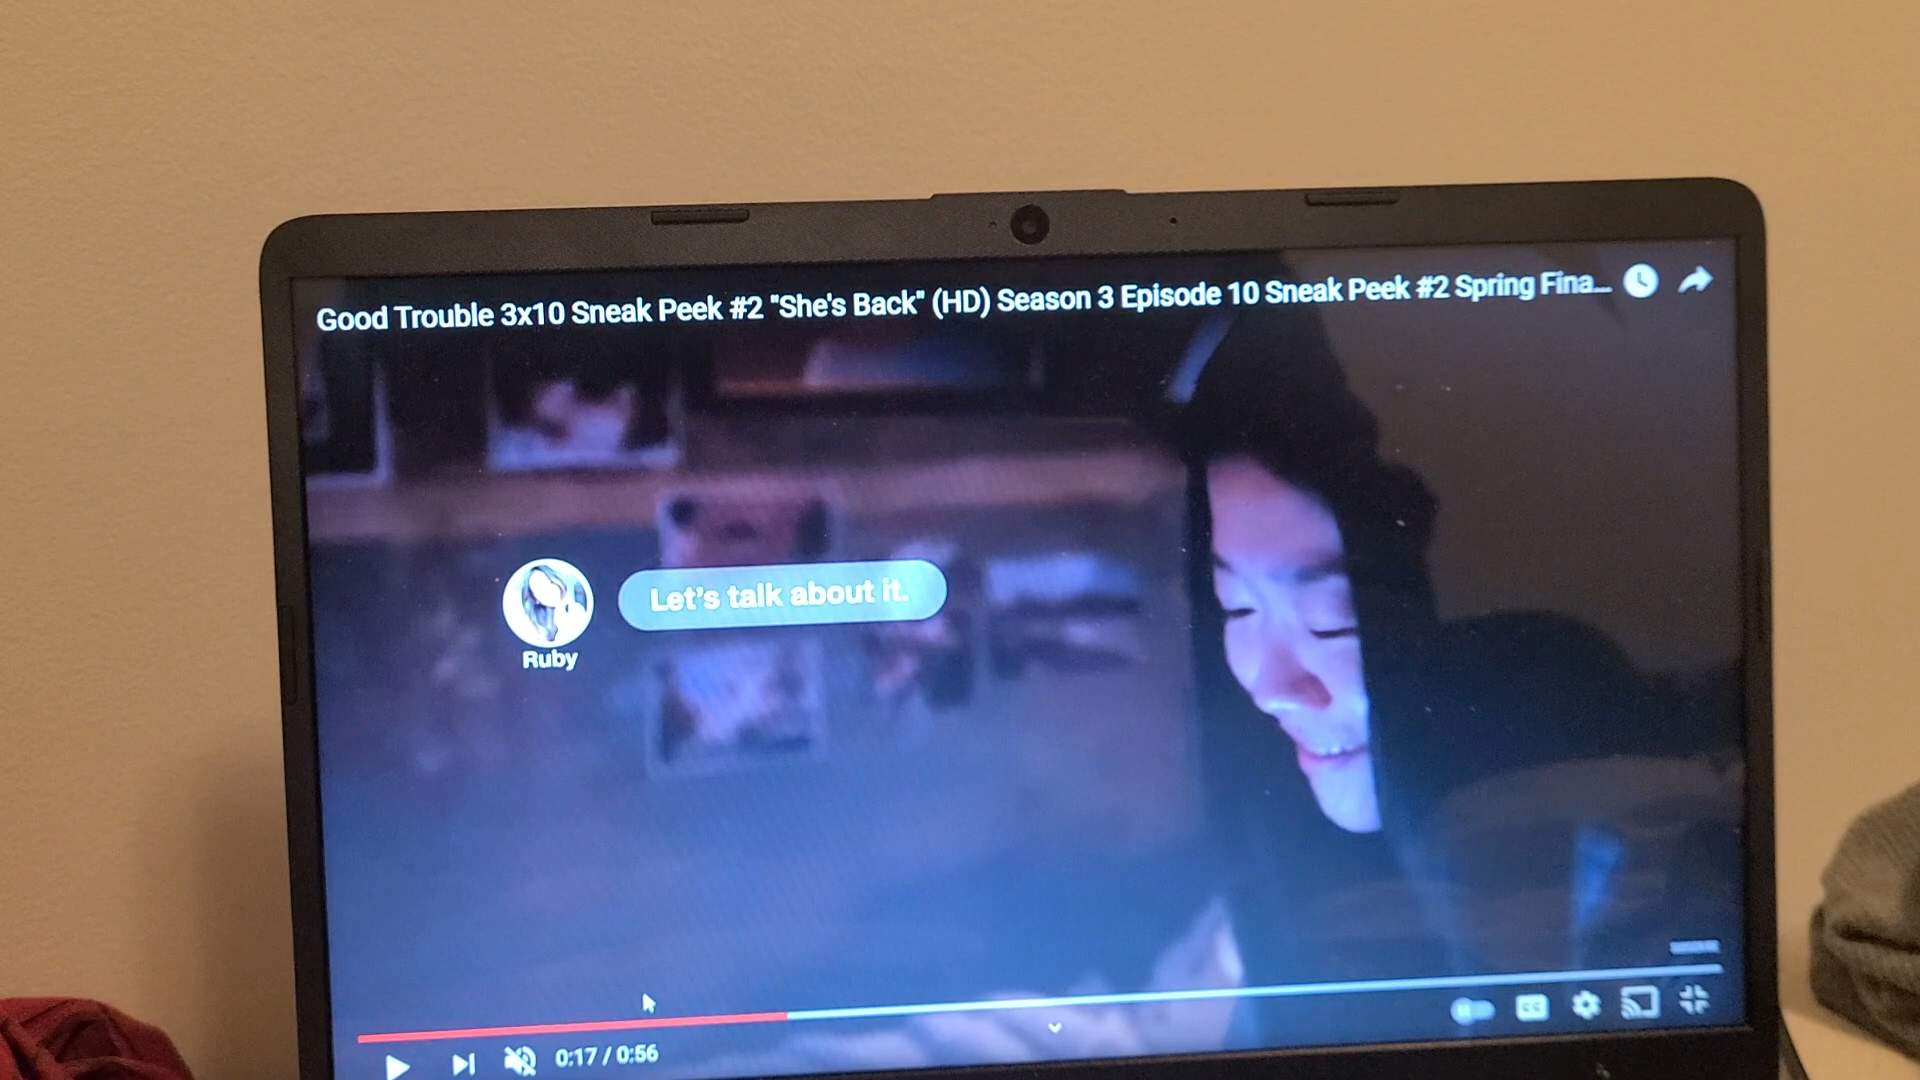 Good Trouble 3x10 Sneak Peek #2 "She's Back" (HD) Season 3 Episode 10 Sneak Peek #2 Spring Fina...
Let's talk about it.
Ruby
0:17 / 0:56
CC